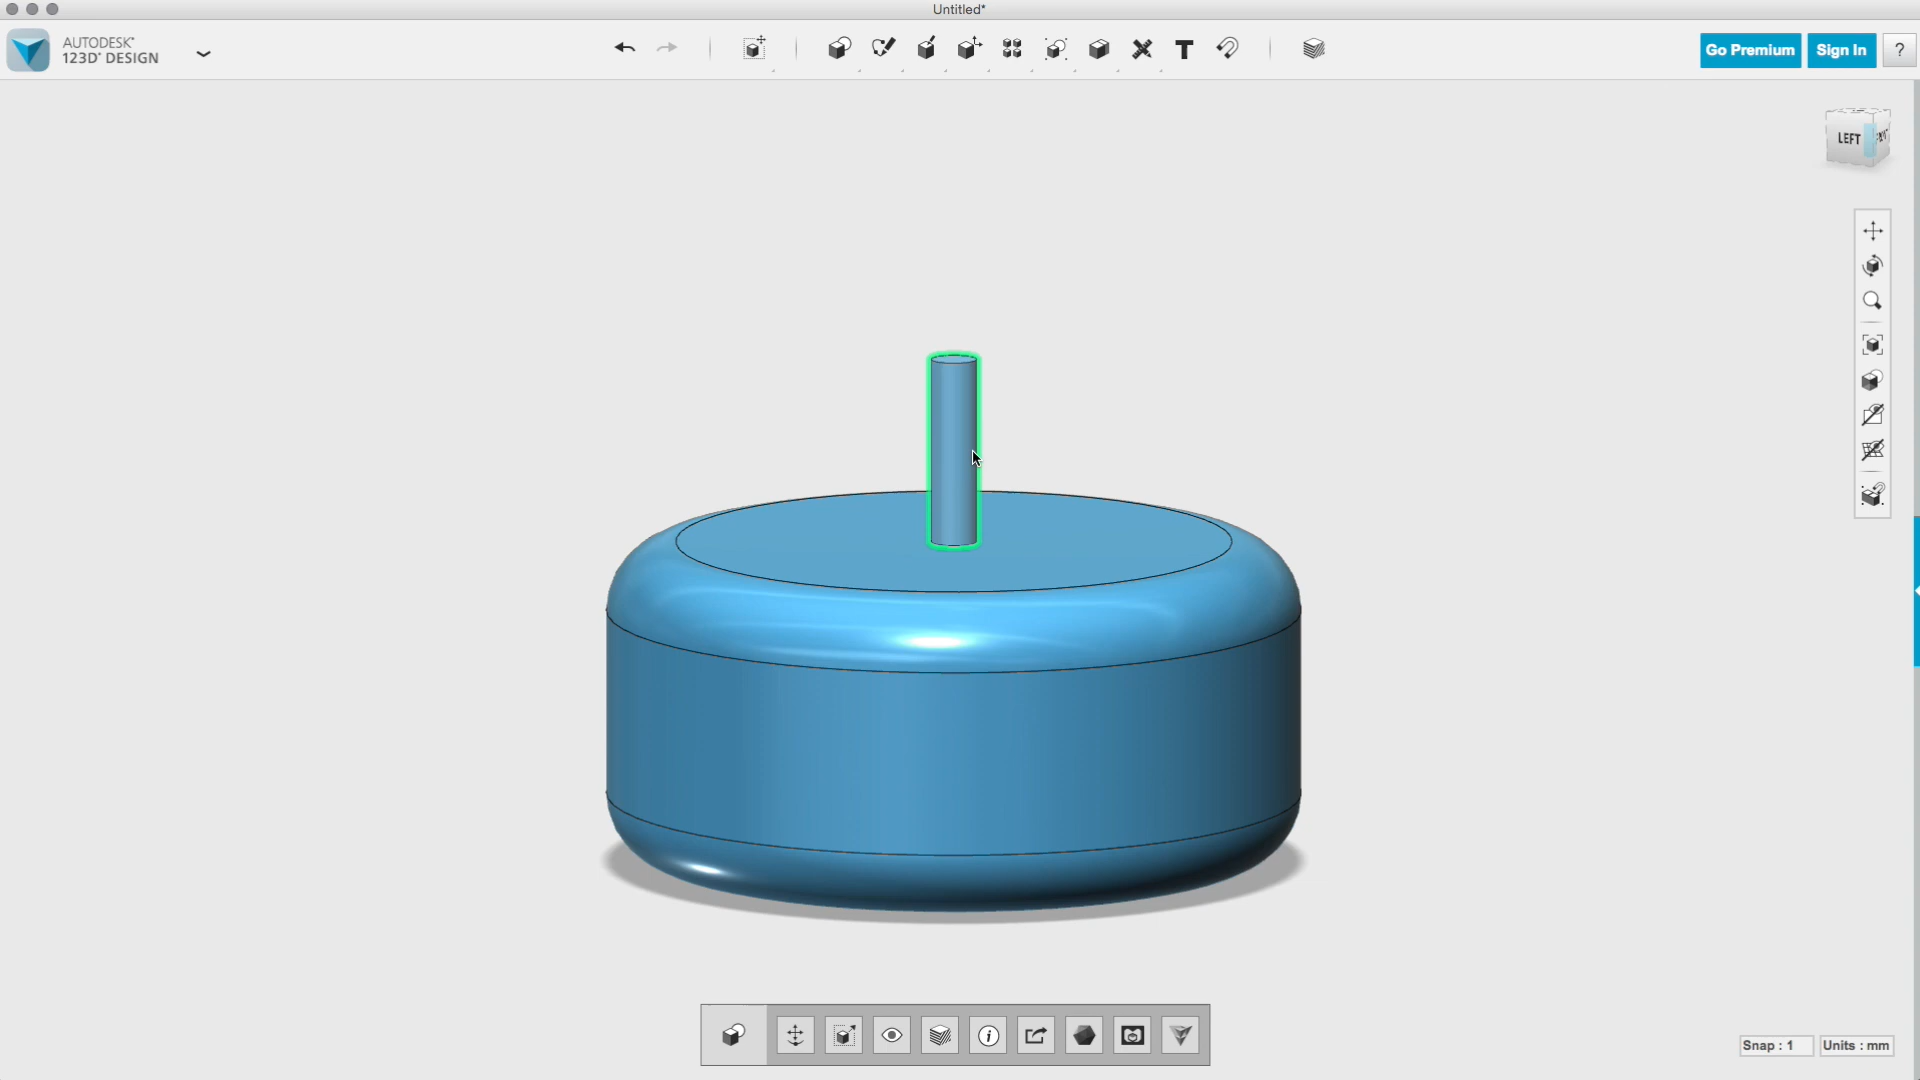 Untitled*
AUTODESK®
123D® DESIGN
T
Go Premium
Sign In
?
LEFT
Snap : 1
Units : mm